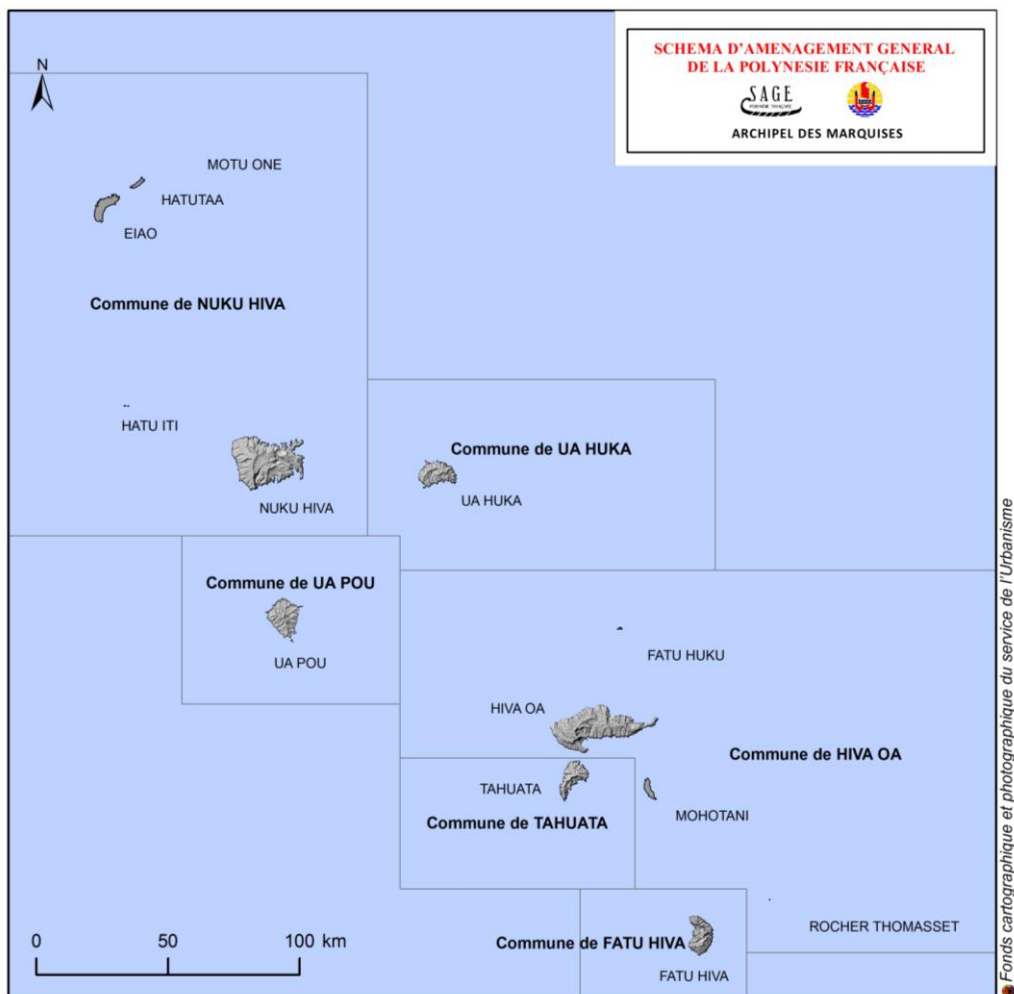 SCHEMA D'AMENAGEMENT GENERAL
DE LA POLYNESIE FRANÇAISE
SAGE
POLYNÉSIE FRANÇAISE
ARCHIPEL DES MARQUISES
N
MOTU ONE
HATUTAA
EIAO
Commune de NUKU HIVA
HATU ITI
NUKU HIVA
Commune de UA HUKA
UA HUKA
Commune de UA POU
UA POU
FATU HUKU
HIVA OA
Commune de HIVA OA
TAHUATA
MOHOTANI
Commune de TAHUATA
ROCHER THOMASSET
Commune de FATU HIVA
FATU HIVA
0 50 100 km
Fonds cartographique et photographique du service de l'Urbanisme